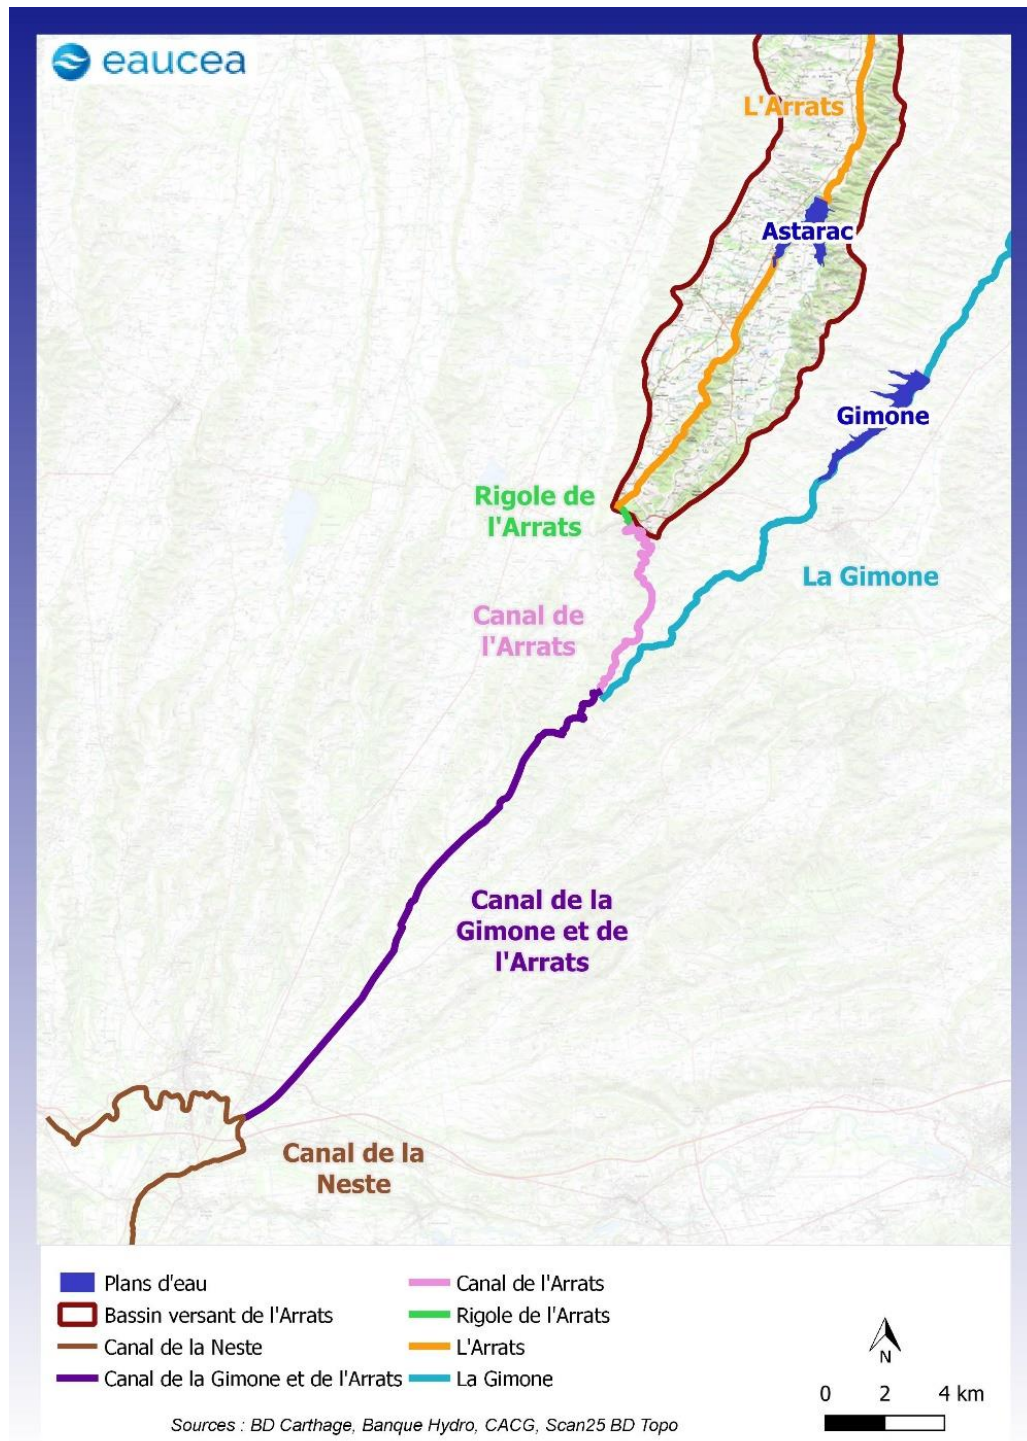 eaucea
L'Arrats
Astarac
Gimone
Rigole de
l'Arrats
La Gimone
Canal de
l'Arrats
Canal de la
Gimone et de
l'Arrats
Canal de la
Neste
Plans d'eau
Bassin versant de l'Arrats
Canal de la Neste
Canal de la Gimone et de l'Arrats
Canal de l'Arrats
Rigole de l'Arrats
L'Arrats
La Gimone
N
0 2 4 km
Sources : BD Carthage, Banque Hydro, CACG, Scan25 BD Topo